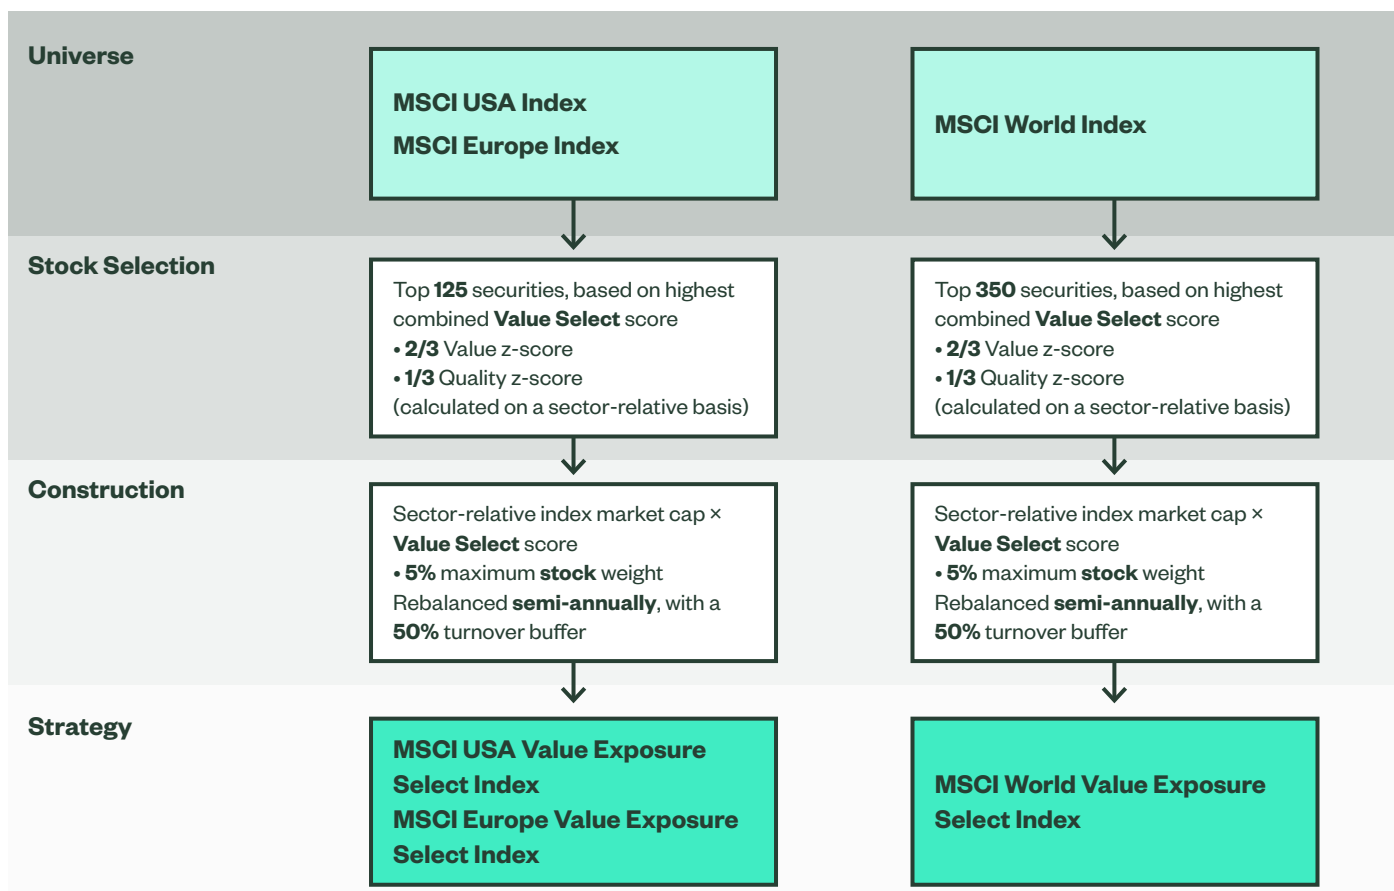 Universe
MSCI USA Index
MSCI Europe Index
MSCI World Index
Stock Selection
Top 125 securities, based on highest
combined Value Select score
• 2/3 Value z-score
• 1/3 Quality z-score
(calculated on a sector-relative basis)
Top 350 securities, based on highest
combined Value Select score
• 2/3 Value z-score
• 1/3 Quality z-score
(calculated on a sector-relative basis)
Construction
Sector-relative index market cap ×
Value Select score
• 5% maximum stock weight
Rebalanced semi-annually, with a
50% turnover buffer
Sector-relative index market cap ×
Value Select score
• 5% maximum stock weight
Rebalanced semi-annually, with a
50% turnover buffer
Strategy
MSCI USA Value Exposure
Select Index
MSCI Europe Value Exposure
Select Index
MSCI World Value Exposure
Select Index